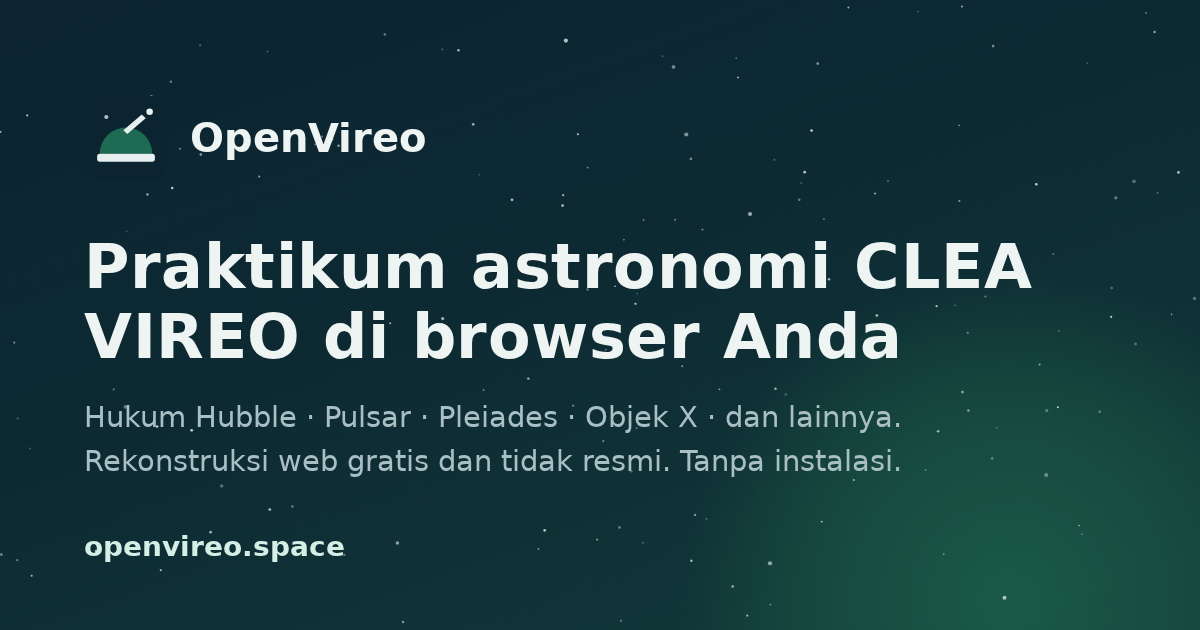 OpenVireo
Praktikum astronomi CLEA
VIREO di browser Anda
Hukum Hubble · Pulsar · Pleiades · Objek X · dan lainnya.
Rekonstruksi web gratis dan tidak resmi. Tanpa instalasi.
openvireo.space